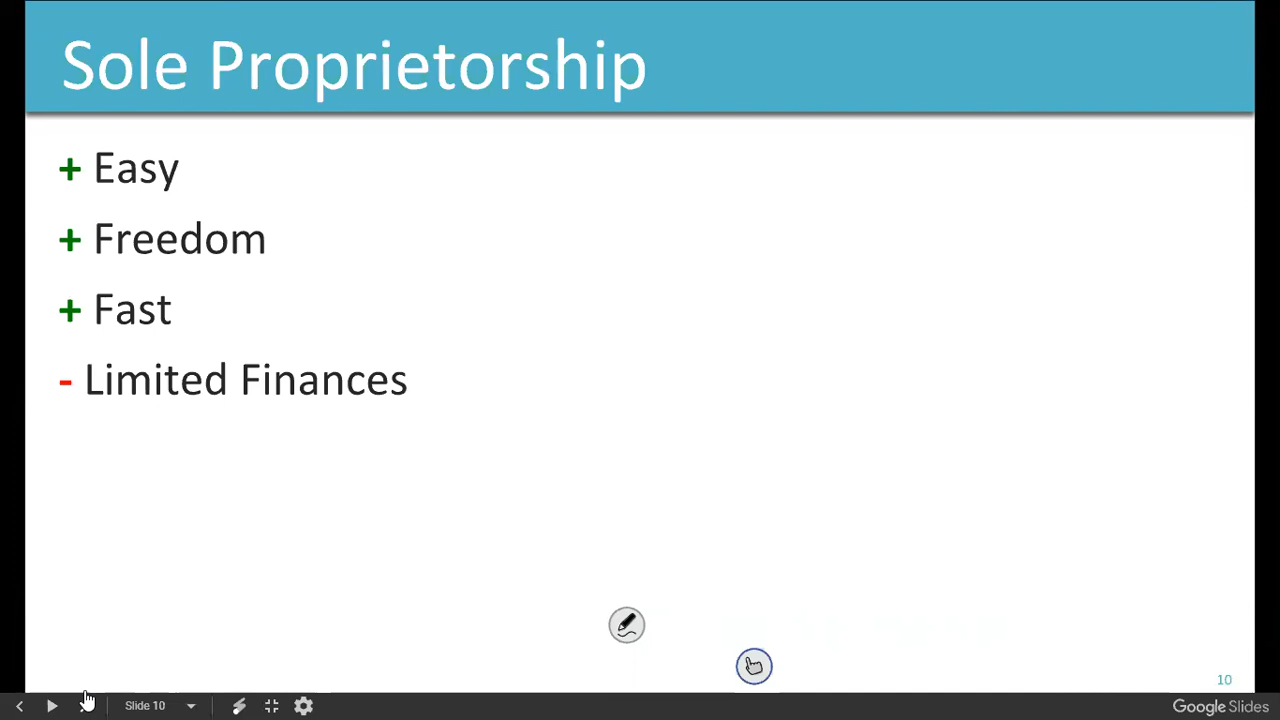 Sole Proprietorship
+ Easy
+ Freedom
+ Fast
- Limited Finances
10
Slide 10
Google Slides